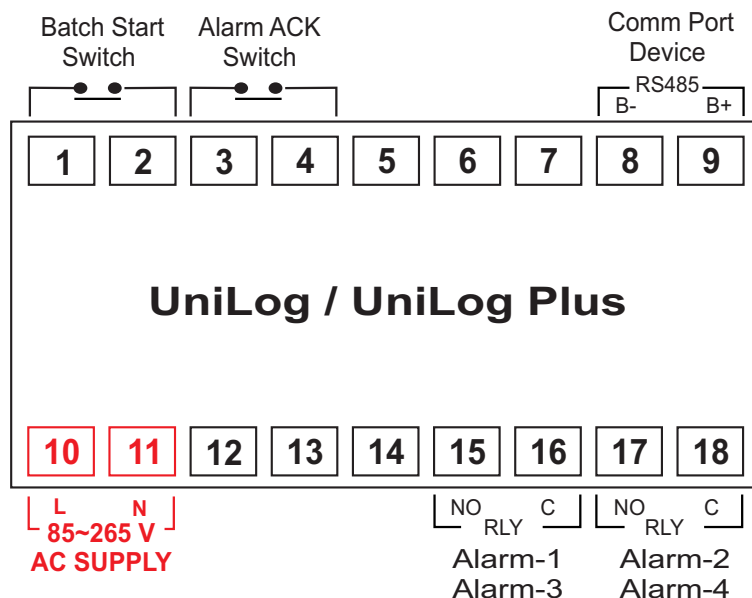 Batch Start
Switch
Alarm ACK
Switch
Comm Port
Device
RS485
B- B+
1 2 3 4 5 6 7 8 9
UniLog / UniLog Plus
10 11 12 13 14 15 16 17 18
L N
85~265 V
AC SUPPLY
NO C
RLY
Alarm-1
Alarm-3
NO C
RLY
Alarm-2
Alarm-4